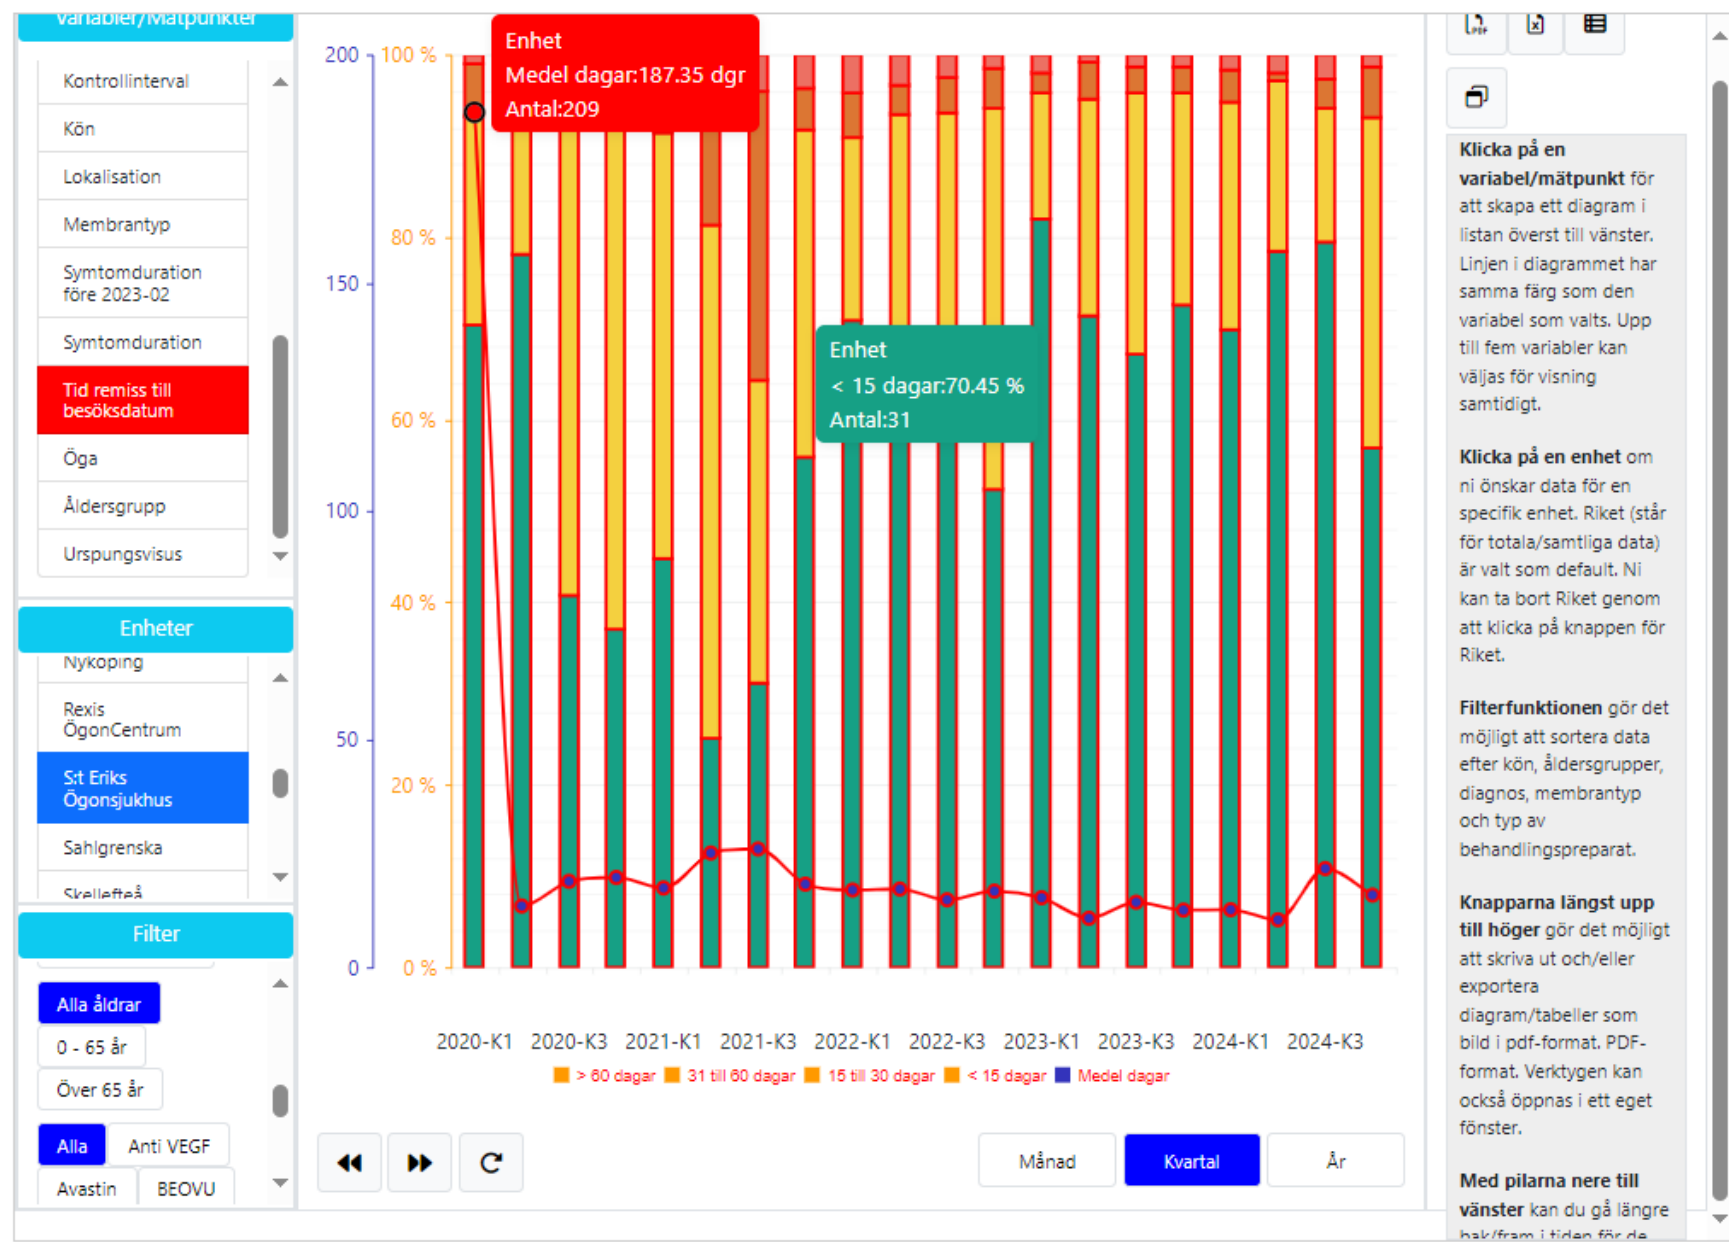 Variabler/Mätpunkter
Kontrollinterval
Kön
Lokalisation
Membrantyp
Symtomduration
före 2023-02
Symtomduration
Tid remiss till
besöksdatum
Öga
Åldersgrupp
Urspungsvisus
Enheter
Nyköping
Rexis
ÖgonCentrum
S:t Eriks
Ögonsjukhus
Sahlgrenska
Skellefteå
Filter
Alla åldrar
0 - 65 år
Över 65 år
Alla
Anti VEGF
Avastin
BEOVU
200
150
100
50
0
100 %
80 %
60 %
40 %
20 %
0 %
Enhet
Medel dagar:187.35 dgr
Antal:209
Enhet
< 15 dagar:70.45 %
Antal:31
2020-K1 2020-K3 2021-K1 2021-K3 2022-K1 2022-K3 2023-K1 2023-K3 2024-K1 2024-K3
> 60 dagar 31 till 60 dagar 15 till 30 dagar < 15 dagar Medel dagar
Månad
Kvartal
År
PDF
Klicka på en
variabel/mätpunkt för
att skapa ett diagram i
listan överst till vänster.
Linjen i diagrammet har
samma färg som den
variabel som valts. Upp
till fem variabler kan
väljas för visning
samtidigt.
Klicka på en enhet om
ni önskar data för en
specifik enhet. Riket (står
för totala/samtliga data)
är valt som default. Ni
kan ta bort Riket genom
att klicka på knappen för
Riket.
Filterfunktionen gör det
möjligt att sortera data
efter kön, åldersgrupper,
diagnos, membrantyp
och typ av
behandlingspreparat.
Knapparna längst upp
till höger gör det möjligt
att skriva ut och/eller
exportera
diagram/tabeller som
bild i pdf-format. PDF-
format. Verktygen kan
också öppnas i ett eget
fönster.
Med pilarna nere till
vänster kan du gå längre
bak/fram i tiden för de